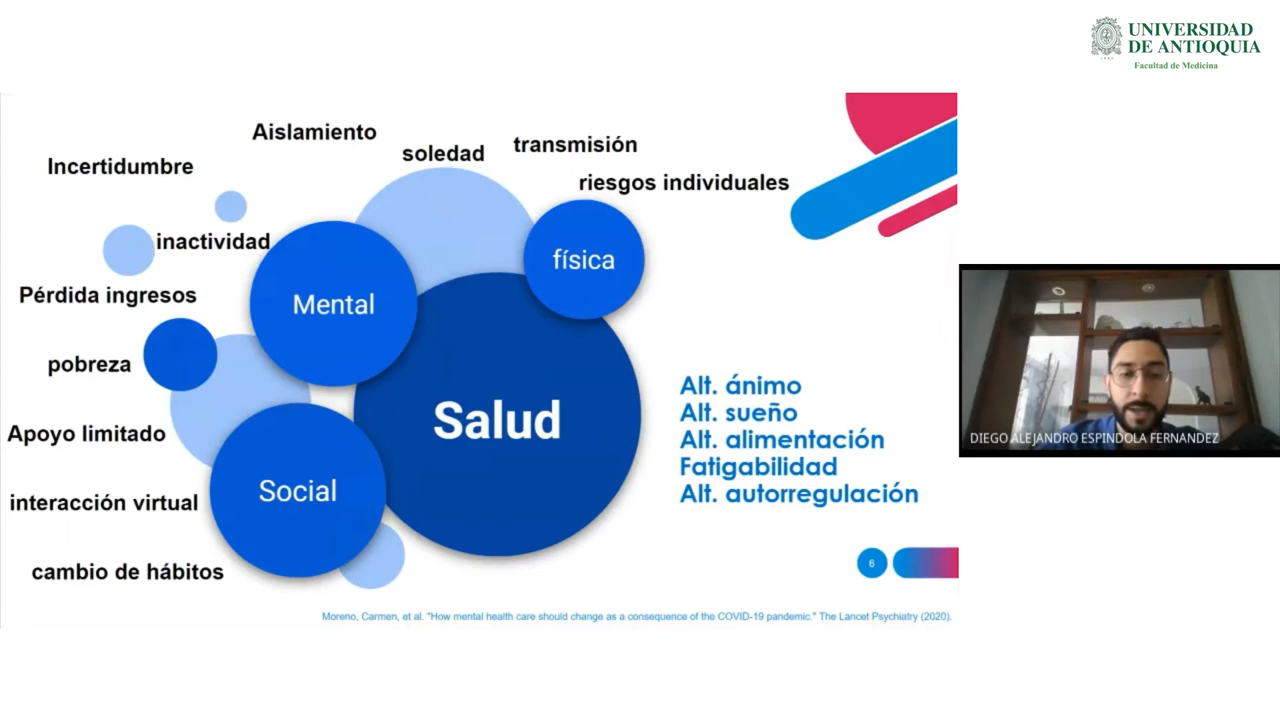 UNIVERSIDAD
DE ANTIOQUIA
1803
Facultad de Medicina
Aislamiento
soledad
transmisión
Incertidumbre
riesgos individuales
inactividad
física
Pérdida ingresos
Mental
pobreza
Alt. ánimo
Alt. sueño
Salud
Apoyo limitado
Alt. alimentación
DIEGO ALEJANDRO ESPINDOLA FERNANDEZ
Fatigabilidad
Social
Alt. autorregulación
interacción virtual
cambio de hábitos
6
Moreno, Carmen, et al. "How mental health care should change as a consequence of the COVID-19 pandemic." The Lancet Psychiatry (2020).